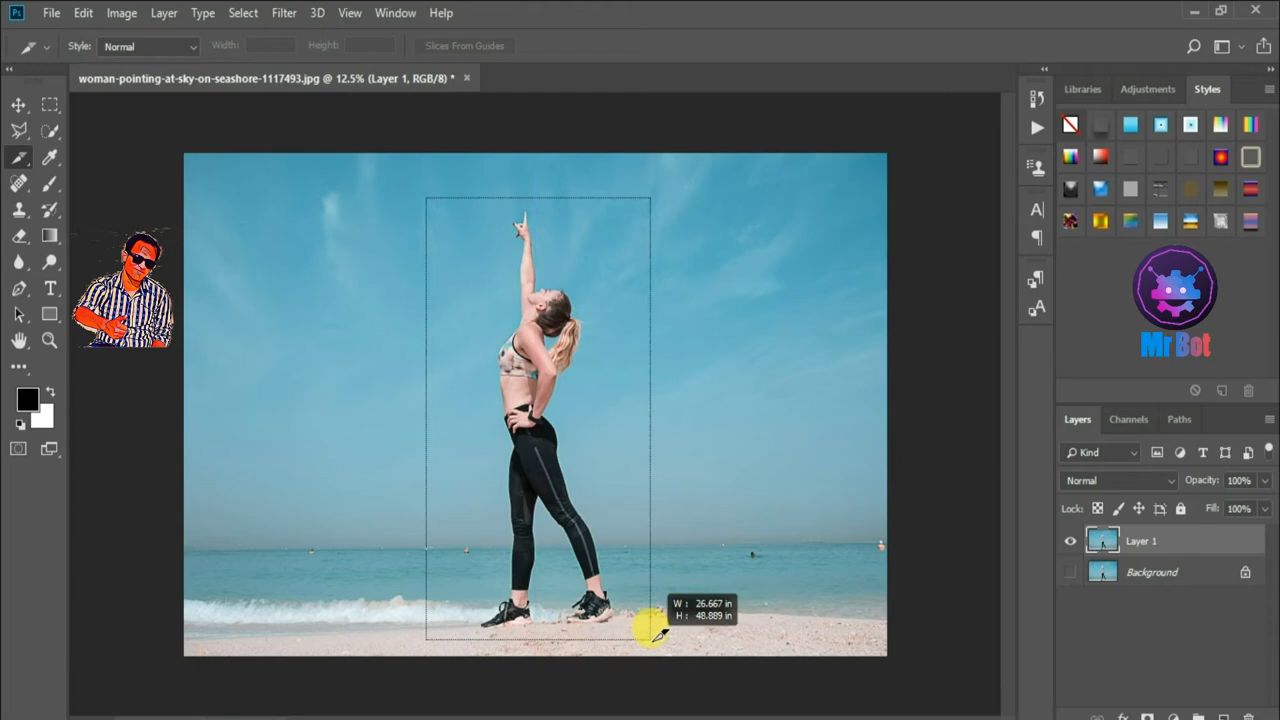 Ps File Edit Image Layer Type Select Filter 3D View Window Help
Style: Normal Width: Height: Slices From Guides
woman-pointing-at-sky-on-seashore-1117493.jpg @ 12.5% (Layer 1, RGB/8) *
Libraries Adjustments Styles
Mr Bot
Layers Channels Paths
Kind
Normal Opacity: 100%
Lock: Fill: 100%
Layer 1
Background
W : 26.667 in
H : 48.889 in